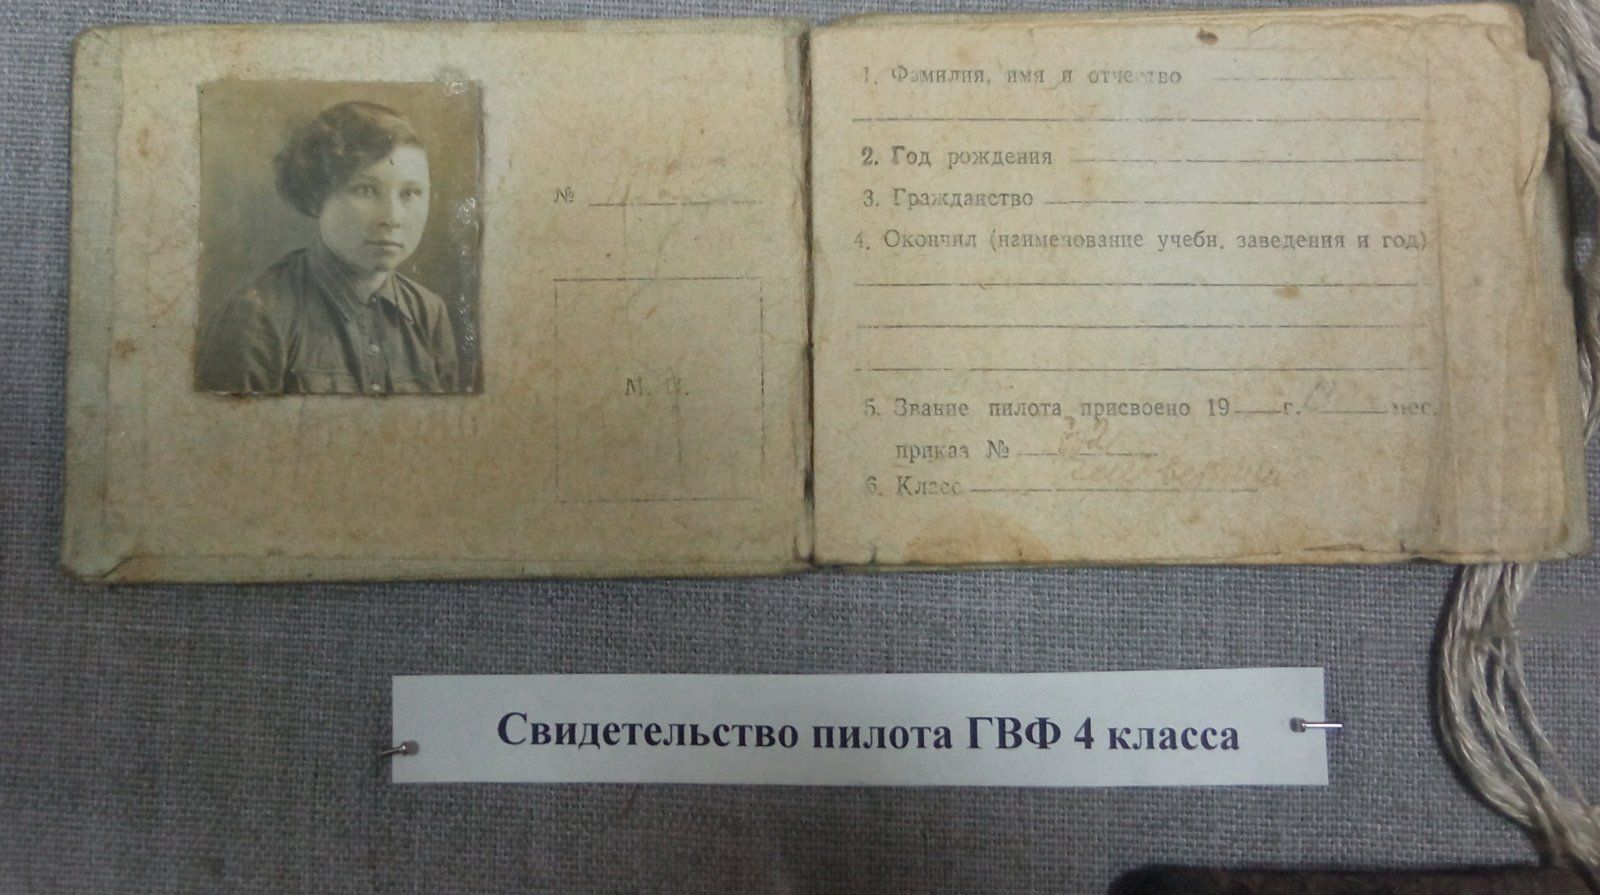 №
М. П.
1. Фамилия, имя и отчество
2. Год рождения
3. Гражданство
4. Окончил (наименование учебн. заведения и год)
5. Звание пилота присвоено 19 г. мес.
приказ №
6. Класс
Свидетельство пилота ГВФ 4 класса